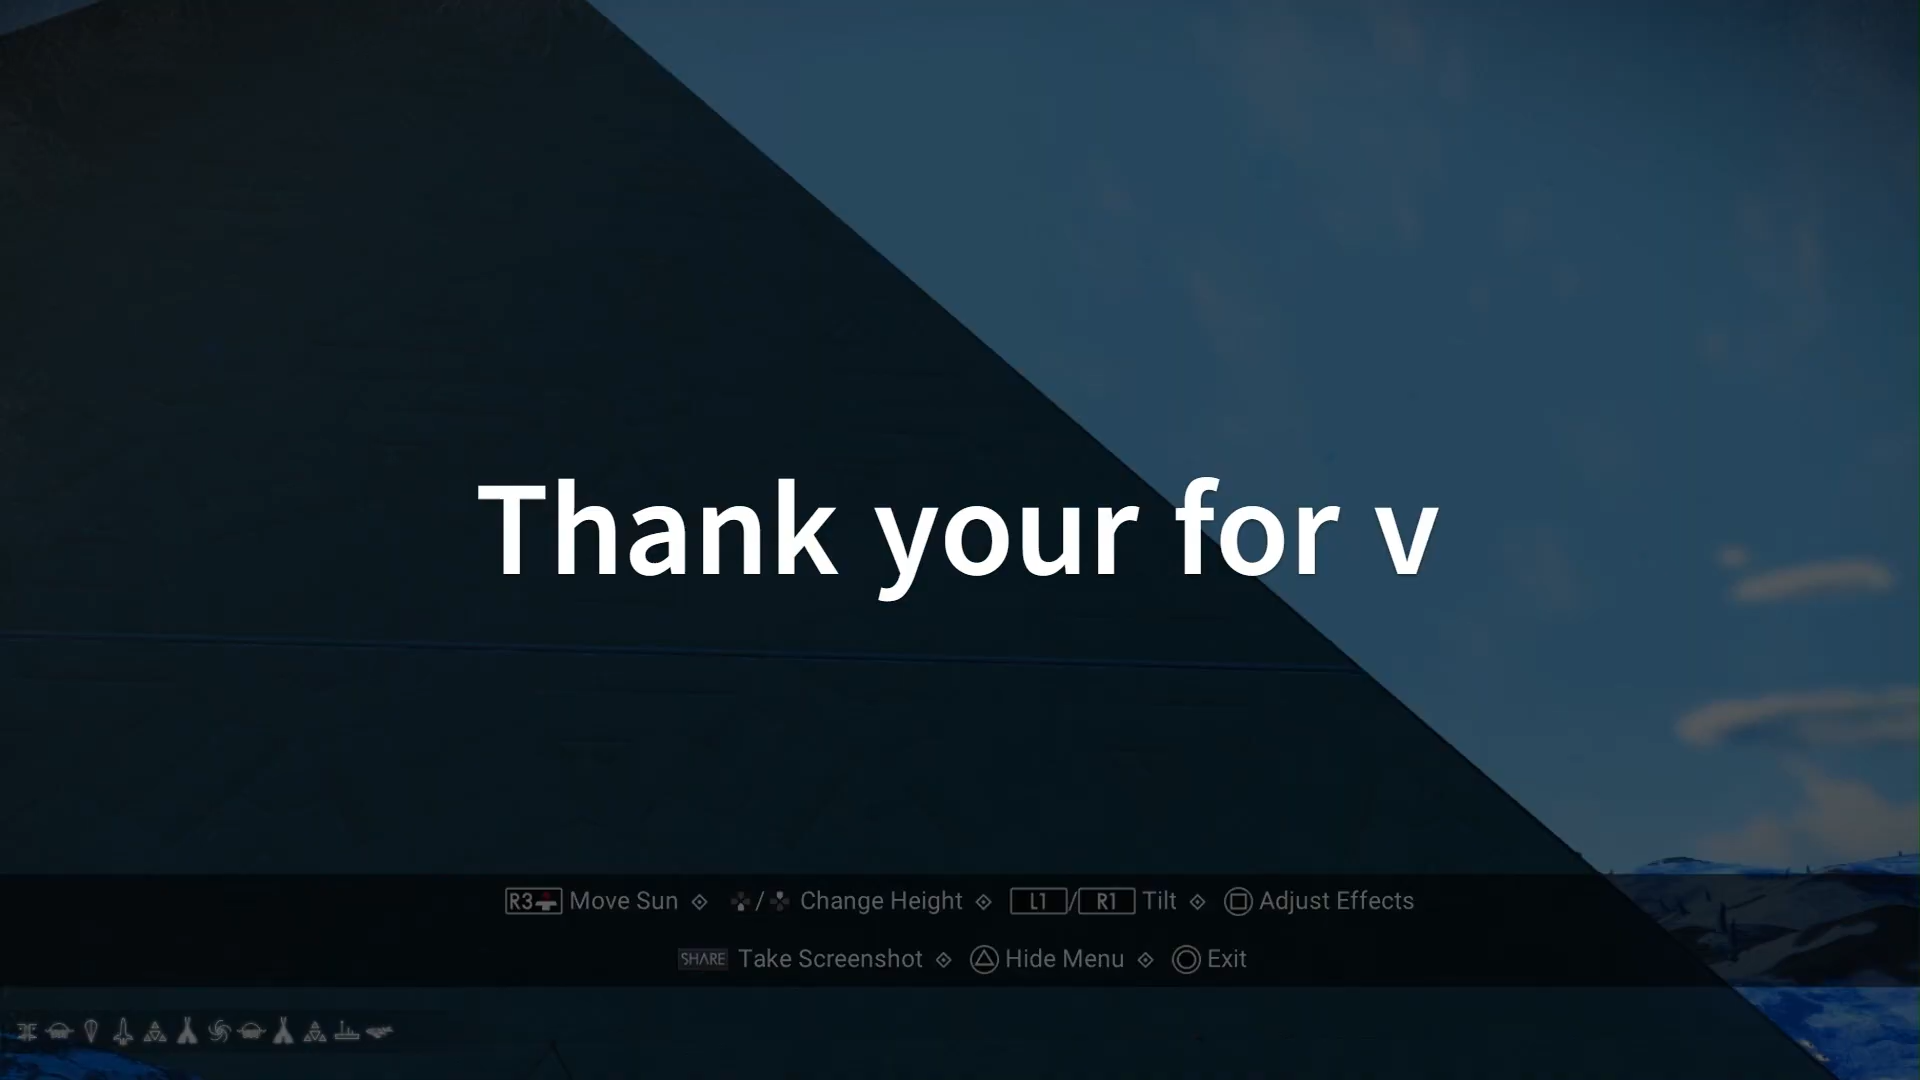 Thank your for v
R3 Move Sun / Change Height L1/R1 Tilt Adjust Effects
SHARE Take Screenshot Hide Menu Exit